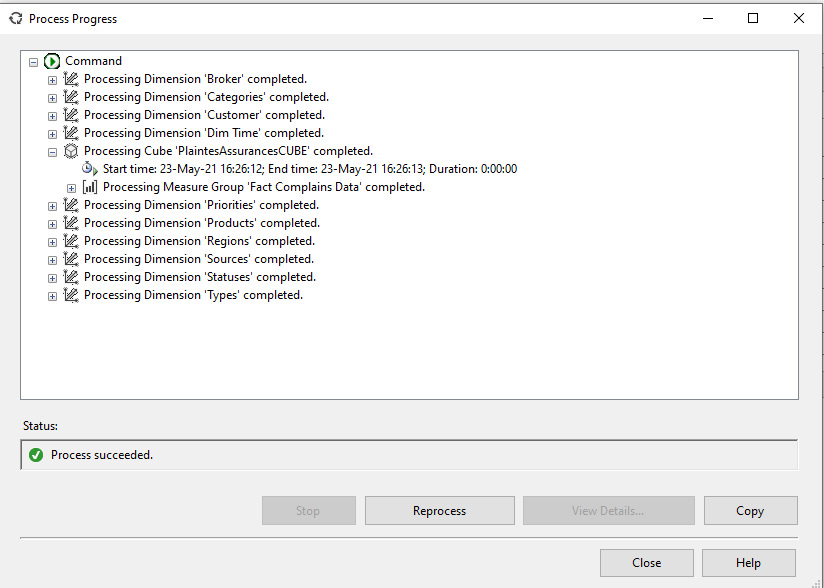 Process Progress
Command
Processing Dimension 'Broker' completed.
Processing Dimension 'Categories' completed.
Processing Dimension 'Customer' completed.
Processing Dimension 'Dim Time' completed.
Processing Cube 'PlaintesAssurancesCUBE' completed.
Start time: 23-May-21 16:26:12; End time: 23-May-21 16:26:13; Duration: 0:00:00
Processing Measure Group 'Fact Complains Data' completed.
Processing Dimension 'Priorities' completed.
Processing Dimension 'Products' completed.
Processing Dimension 'Regions' completed.
Processing Dimension 'Sources' completed.
Processing Dimension 'Statuses' completed.
Processing Dimension 'Types' completed.
Status:
Process succeeded.
Stop Reprocess View Details... Copy
Close Help